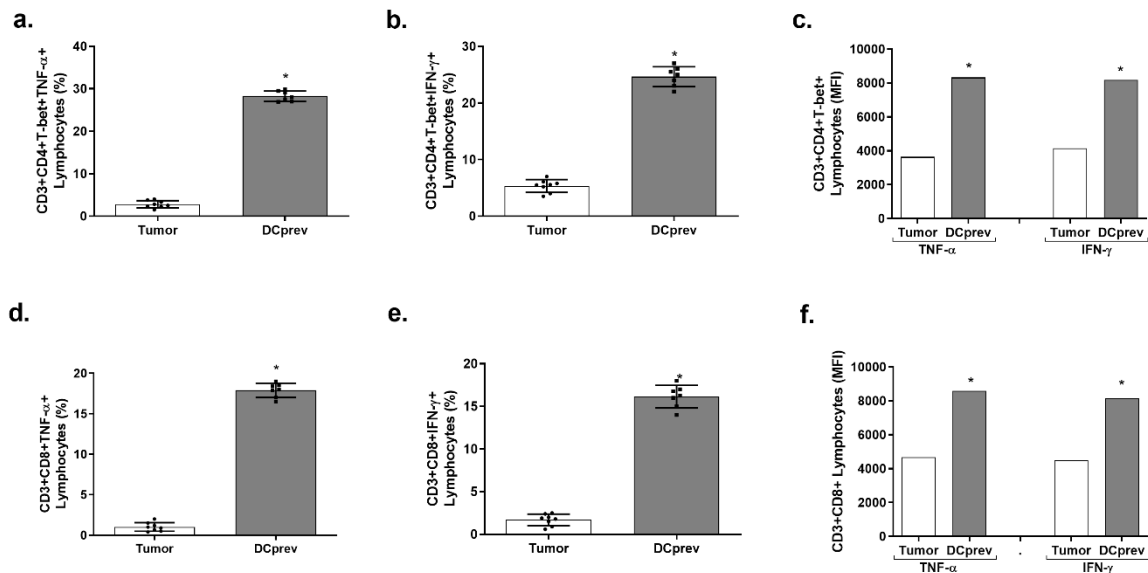 a.
CD3+CD4+T-bet+TNF-α+
Lymphocytes (%)
40
30
20
10
0
*
Tumor
DCprev
b.
CD3+CD4+T-bet+IFN-γ+
Lymphocytes (%)
30
20
10
0
*
Tumor
DCprev
c.
CD3+CD4+T-bet+
Lymphocytes (MFI)
10000
8000
6000
4000
2000
0
*
*
Tumor DCprev . Tumor DCprev
TNF-α IFN-γ
d.
CD3+CD8+TNF-α+
Lymphocytes (%)
20
15
10
5
0
*
Tumor
DCprev
e.
CD3+CD8+IFN-γ+
Lymphocytes (%)
20
15
10
5
0
*
Tumor
DCprev
f.
CD3+CD8+ Lymphocytes (MFI)
10000
8000
6000
4000
2000
0
*
*
Tumor DCprev . Tumor DCprev
TNF-α IFN-γ